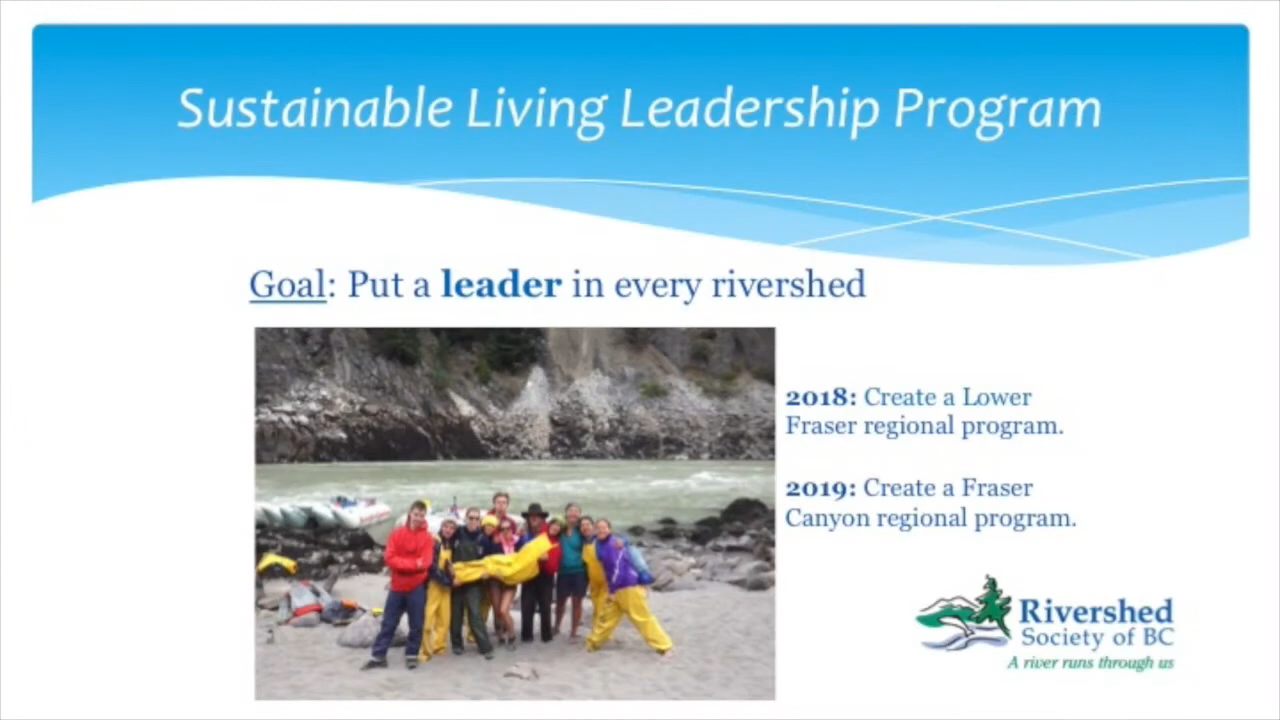 Sustainable Living Leadership Program
Goal: Put a leader in every rivershed
2018: Create a Lower
Fraser regional program.
2019: Create a Fraser
Canyon regional program.
Rivershed
Society of BC
A river runs through us